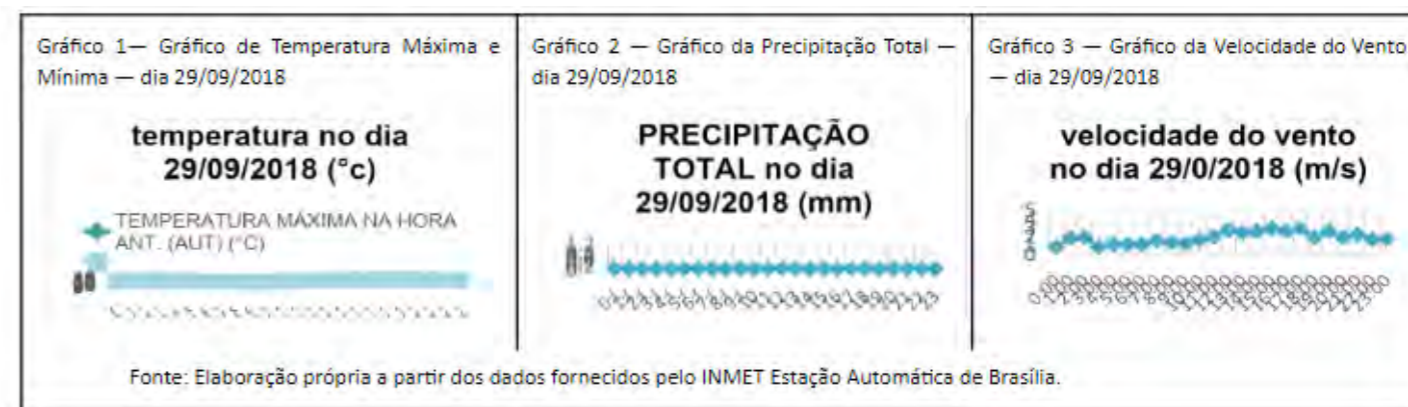 Gráfico 1— Gráfico de Temperatura Máxima e
Mínima — dia 29/09/2018
temperatura no dia
29/09/2018 (°c)
TEMPERATURA MÁXIMA NA HORA
ANT. (AUT) (°C)
Gráfico 2 — Gráfico da Precipitação Total —
dia 29/09/2018
PRECIPITAÇÃO
TOTAL no dia
29/09/2018 (mm)
Gráfico 3 — Gráfico da Velocidade do Vento
— dia 29/09/2018
velocidade do vento
no dia 29/0/2018 (m/s)
Fonte: Elaboração própria a partir dos dados fornecidos pelo INMET Estação Automática de Brasília.